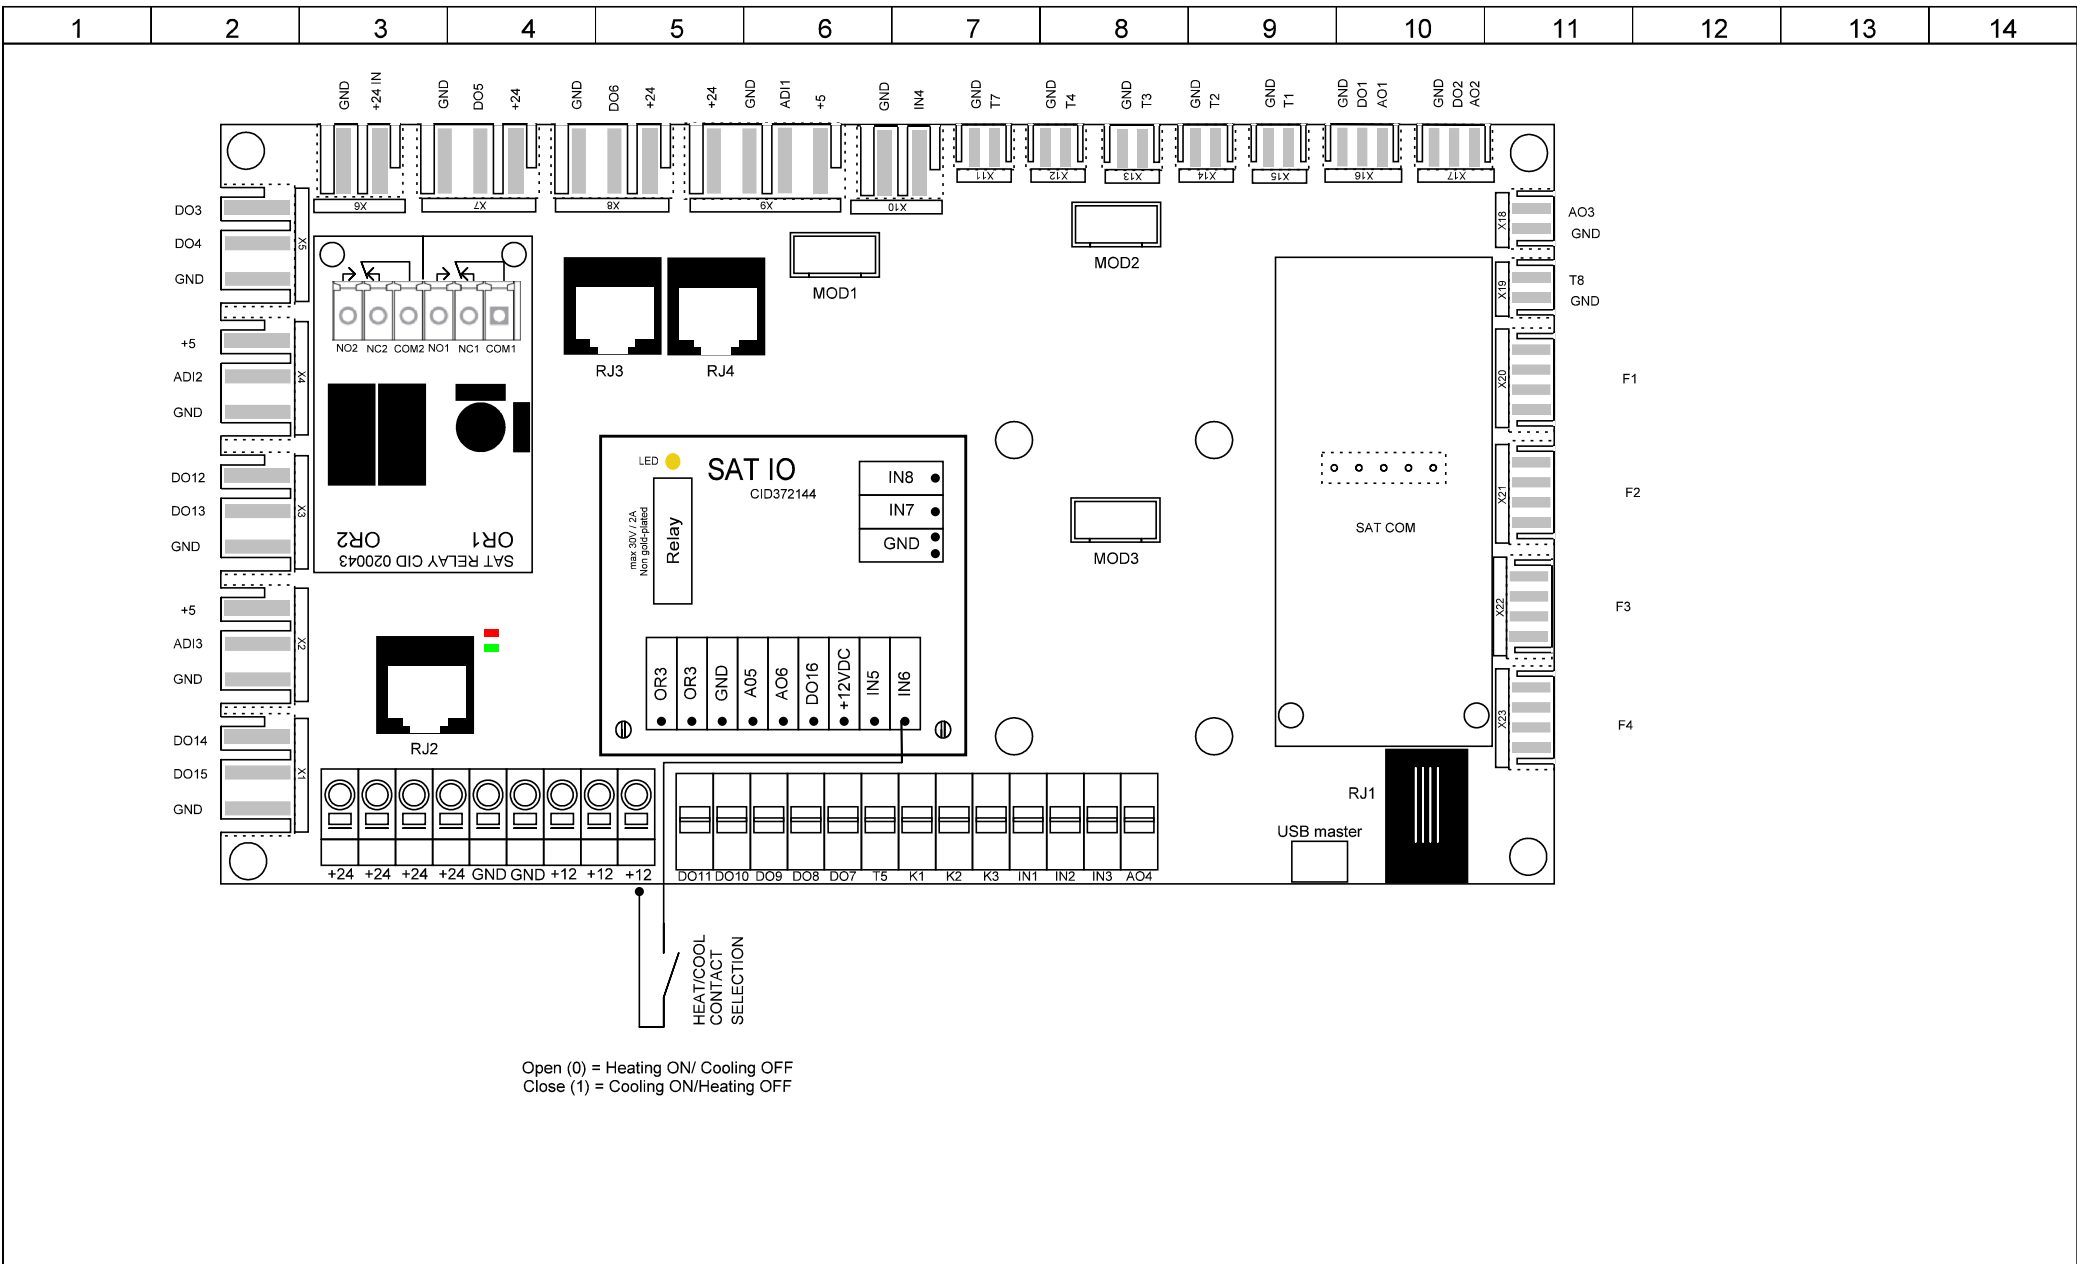 1 2 3 4 5 6 7 8 9 10 11 12 13 14
GND +24 IN GND DO5 +24 GND DO6 +24 +24 GND ADI1 +5 GND IN4 GND T7 GND T4 GND T3 GND T2 GND T1 GND DO1 AO1 GND DO2 AO2
X6 X7 X8 X9 X10 X11 X12 X13 X14 X15 X16 X17
DO3
DO4
GND
X5
+5
ADI2
GND
X4
DO12
DO13
GND
X3
+5
ADI3
GND
X2
DO14
DO15
GND
X1
NO2 NC2 COM2 NO1 NC1 COM1
OR2 OR1
SAT RELAY CID 020043
RJ3 RJ4
MOD1
MOD2
MOD3
RJ2
LED
SAT IO
CID372144
max 30V / 2A
Non gold-plated
Relay
IN8
IN7
GND
OR3 OR3 GND A05 AO6 DO16 +12VDC IN5 IN6
SAT COM
X18
AO3
GND
X19
T8
GND
X20
F1
X21
F2
X22
F3
X23
F4
RJ1
USB master
+24 +24 +24 +24 GND GND +12 +12 +12
DO11 DO10 DO9 DO8 DO7 T5 K1 K2 K3 IN1 IN2 IN3 AO4
HEAT/COOL
CONTACT
SELECTION
Open (0) = Heating ON/ Cooling OFF
Close (1) = Cooling ON/Heating OFF